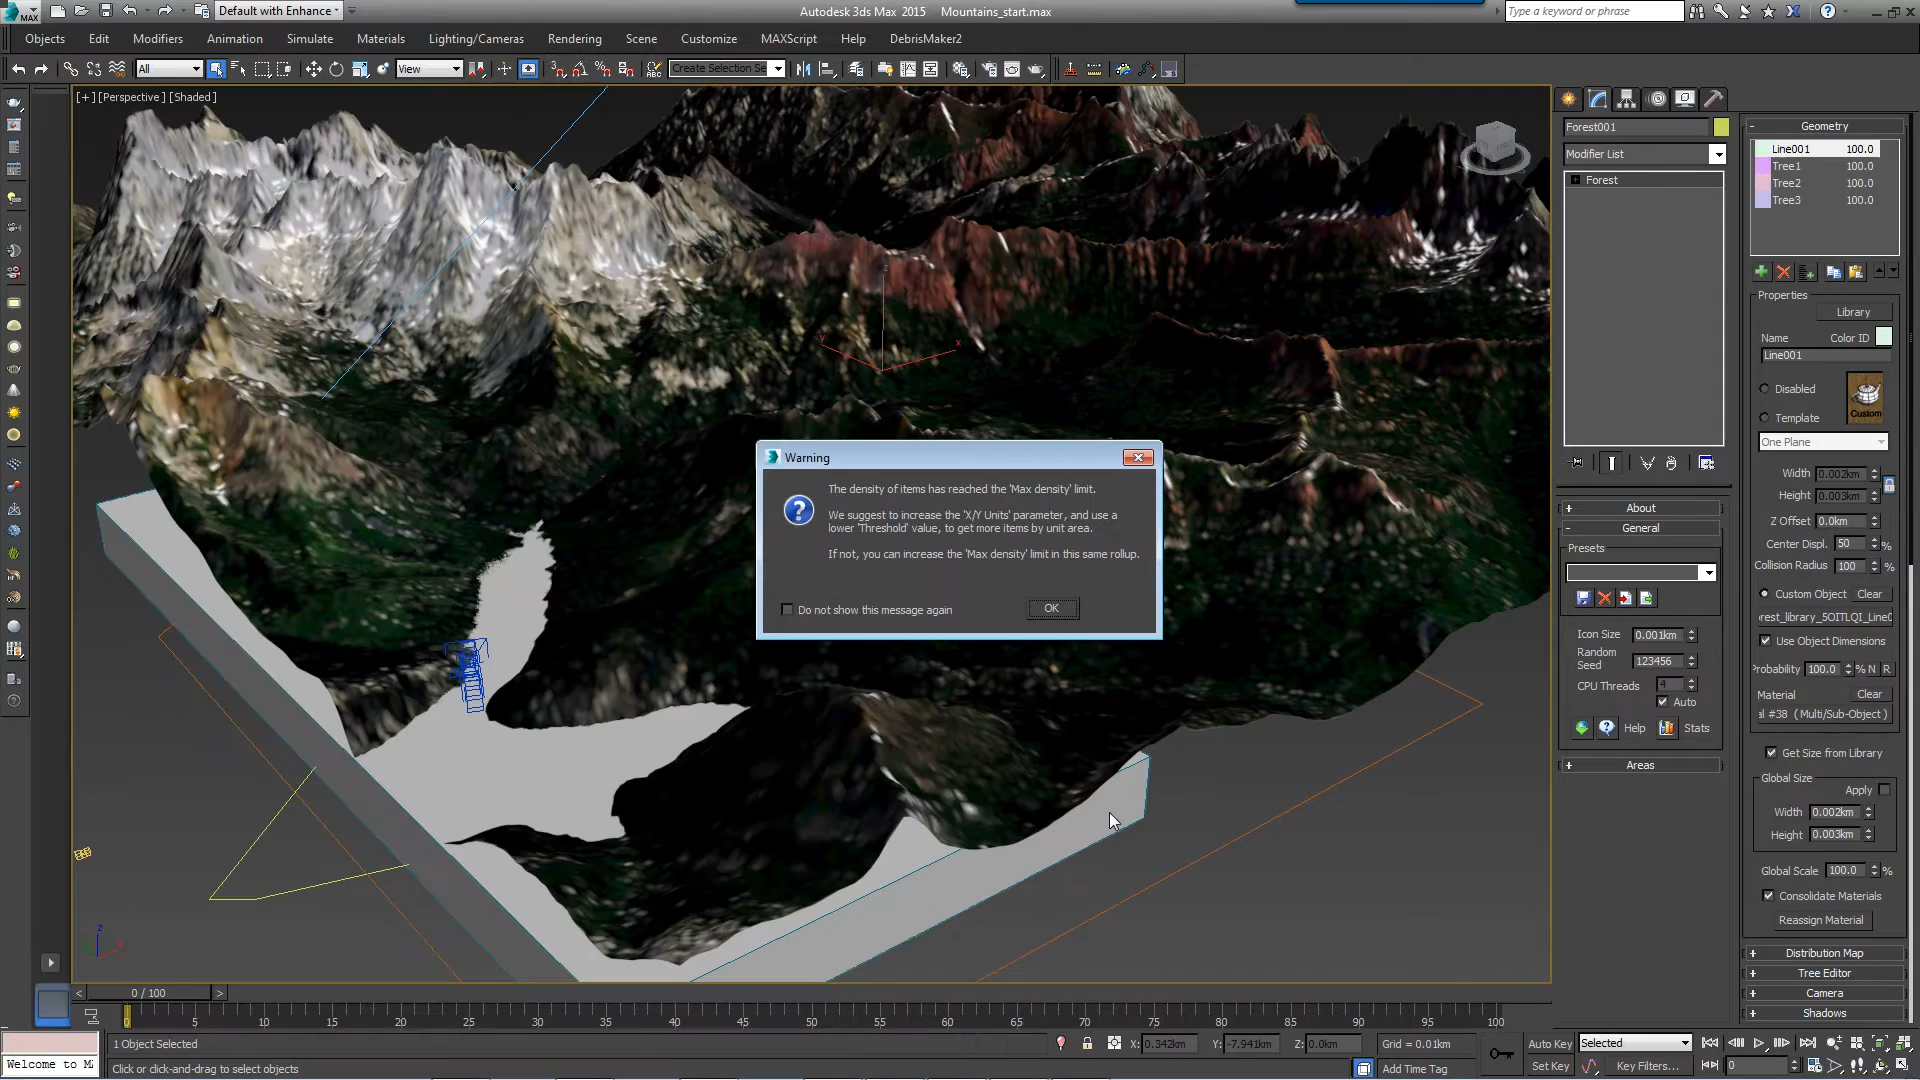 MAX
Default with Enhance
Autodesk 3ds Max 2015 Mountains_start.max
Type a keyword or phrase
Objects Edit Modifiers Animation Simulate Materials Lighting/Cameras Rendering Scene Customize MAXScript Help DebrisMaker2
All
View
Create Selection Se
[+] [Perspective] [Shaded]
Forest001
Modifier List
Forest
Geometry
Line001 100.0
Tree1 100.0
Tree2 100.0
Tree3 100.0
Properties
Library
Name Color ID
Line001
Disabled
Template
Custom
One Plane
Width 0.002km
Height 0.003km
Z Offset 0.0km
Center Displ. 50 %
Collision Radius 100 %
Custom Object Clear
rest_library_5OITLQI_Line0
Use Object Dimensions
Probability 100.0 % N R
Material Clear
al #38 ( Multi/Sub-Object )
Get Size from Library
Global Size
Apply
Width 0.002km
Height 0.003km
Global Scale 100.0 %
Consolidate Materials
Reassign Material
Distribution Map
Tree Editor
Camera
Shadows
About
General
Presets
Icon Size 0.001km
Random Seed 123456
CPU Threads 4
Auto
Help Stats
Areas
z
y
x
Warning
The density of items has reached the 'Max density' limit.
We suggest to increase the 'X/Y Units' parameter, and use a
lower 'Threshold' value, to get more items by unit area.
If not, you can increase the 'Max density' limit in this same rollup.
Do not show this message again
OK
z
x
< 0 / 100 >
0 5 10 15 20 25 30 35 40 45 50 55 60 65 70 75 80 85 90 95 100
1 Object Selected
X: 0.342km Y: -7.941km Z: 0.0km Grid = 0.01km
Auto Key Selected
Welcome to M
Click or click-and-drag to select objects
Add Time Tag
Set Key Key Filters... 0